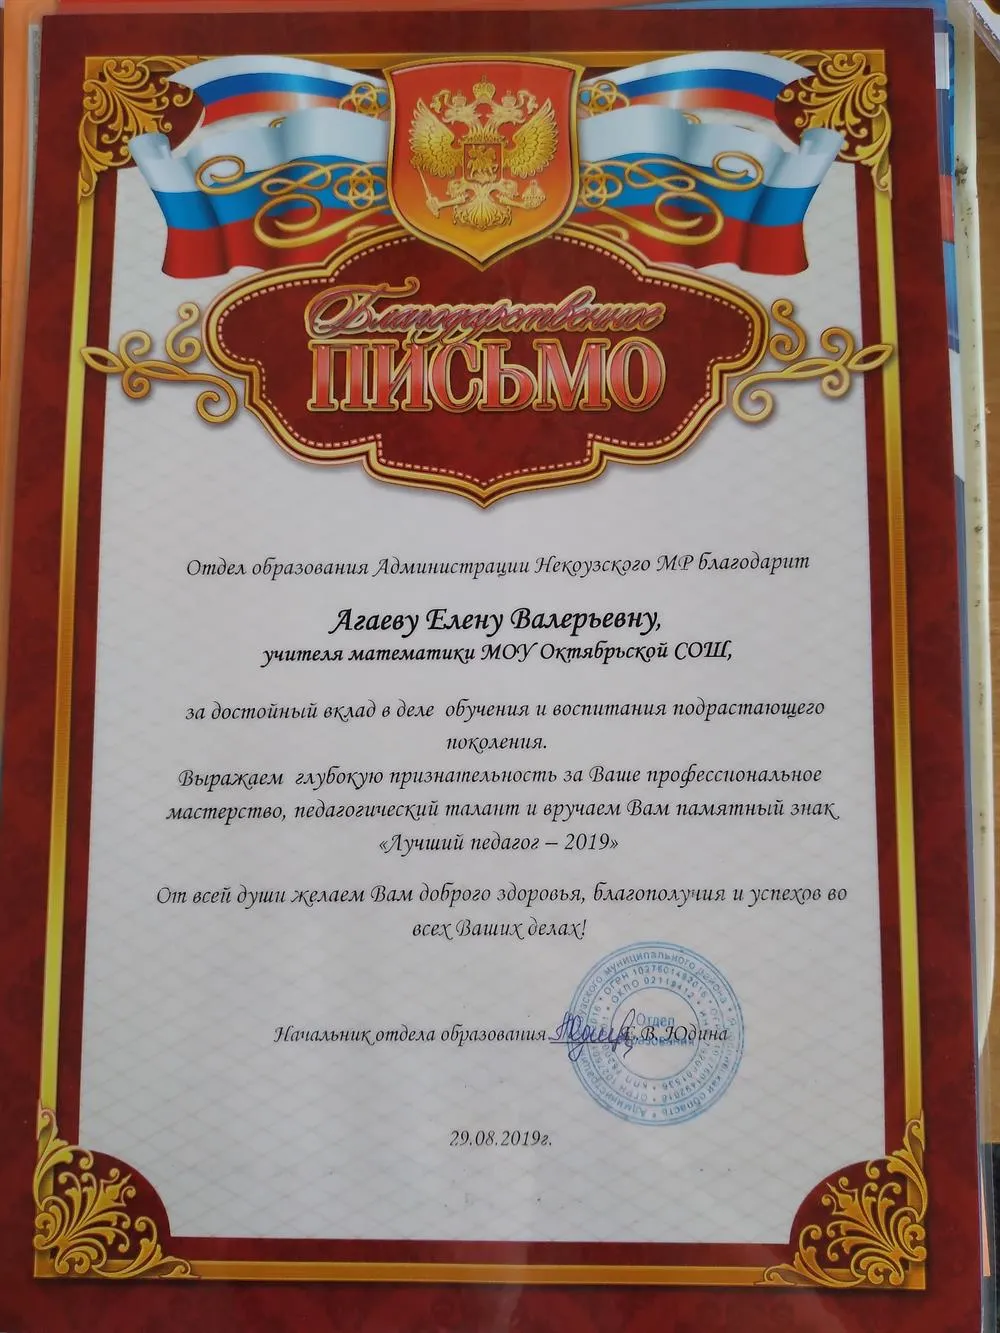 Благодарственное
ПИСЬМО
Отдел образования Администрации Некоузского МР благодарит
Агаеву Елену Валерьевну,
учителя математики МОУ Октябрьской СОШ,
за достойный вклад в деле обучения и воспитания подрастающего
поколения.
Выражаем глубокую признательность за Ваше профессиональное
мастерство, педагогический талант и вручаем Вам памятный знак
«Лучший педагог – 2019»
От всей души желаем Вам доброго здоровья, благополучия и успехов во
всех Ваших делах!
Начальник отдела образования Е.В. Юдина
Отдел
образования
29.08.2019г.